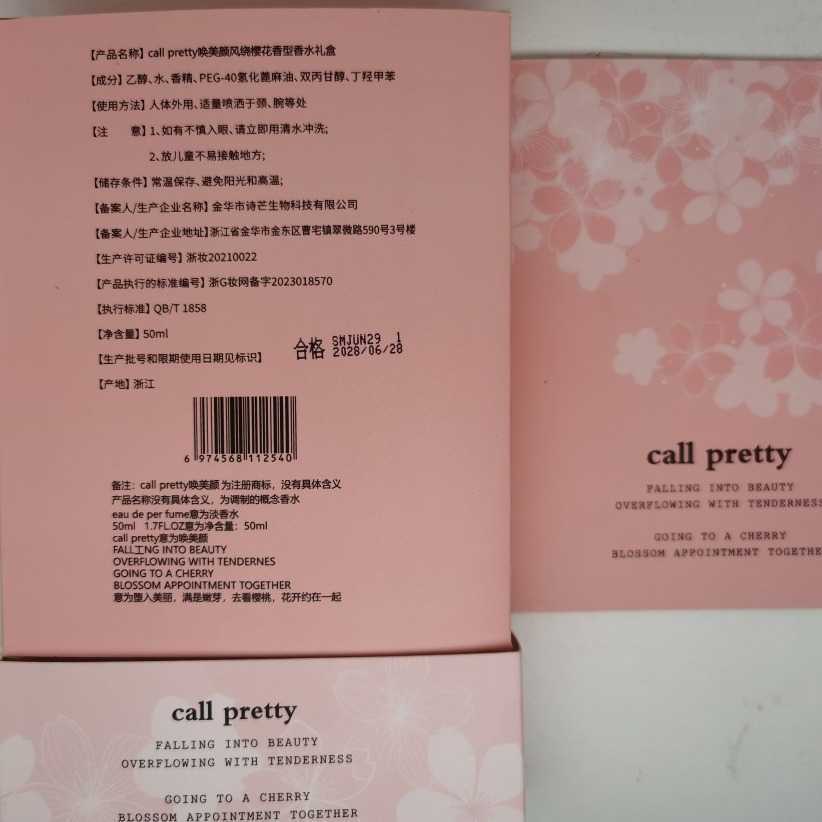 【产品名称】call pretty唤美颜风绕樱花香型香水礼盒
【成分】乙醇、水、香精、PEG-40氢化蓖麻油、双丙甘醇、丁羟甲苯
【使用方法】人体外用、适量喷洒于颈、腕等处
【注 意】1、如有不慎入眼、请立即用清水冲洗;
2、放儿童不易接触地方;
【储存条件】常温保存、避免阳光和高温;
【备案人/生产企业名称】金华市诗芒生物科技有限公司
【备案人/生产企业地址】浙江省金华市金东区曹宅镇翠微路590号3号楼
【生产许可证编号】浙妆20210022
【产品执行的标准编号】浙G妆网备字2023018570
【执行标准】QB/T 1858
【净含量】50ml
【生产批号和限期使用日期见标识】
合格 SMJUN29 1
2028/06/28
【产地】浙江
6 974568 112540
备注：call pretty唤美颜 为注册商标，没有具体含义
产品名称没有具体含义，为调制的概念香水
eau de per fume意为淡香水
50ml 1.7FL.OZ意为净含量：50ml
call pretty意为唤美颜
FALL工NG INTO BEAUTY
OVERFLOWING WITH TENDERNES
GOING TO A CHERRY
BLOSSOM APPOINTMENT TOGETHER
意为堕入美丽，满是嫩芽，去看樱桃，花开约在一起
call pretty
FALLING INTO BEAUTY
OVERFLOWING WITH TENDERNESS
GOING TO A CHERRY
BLOSSOM APPOINTMENT TOGETHE
call pretty
FALLING INTO BEAUTY
OVERFLOWING WITH TENDERNESS
GOING TO A CHERRY
BLOSSOM APPOINTMENT TOGETHER